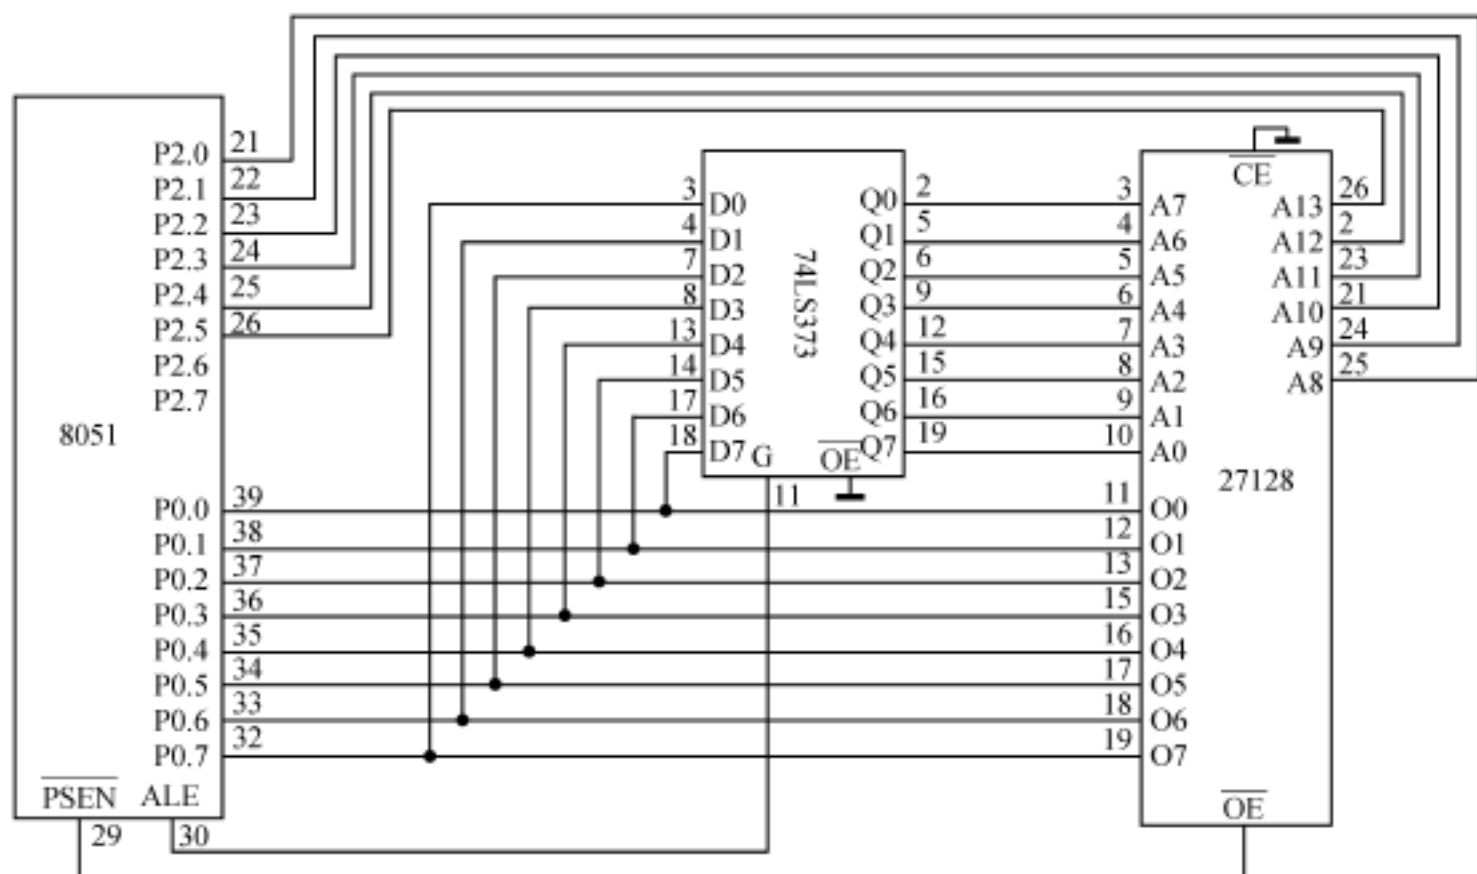 P2.0 21
P2.1 22
P2.2 23
P2.3 24
P2.4 25
P2.5 26
P2.6
P2.7
8051
P0.0 39
P0.1 38
P0.2 37
P0.3 36
P0.4 35
P0.5 34
P0.6 33
P0.7 32
PSEN ALE
29 30
3 D0 Q0 2
4 D1 Q1 5
7 D2 Q2 6
8 D3 Q3 9
13 D4 Q4 12
14 D5 Q5 15
17 D6 Q6 16
18 D7 Q7 19
74LS373
G OE
11
CE
3 A7 A13 26
4 A6 A12 2
5 A5 A11 23
6 A4 A10 21
7 A3 A9 24
8 A2 A8 25
9 A1
10 A0
27128
11 O0
12 O1
13 O2
15 O3
16 O4
17 O5
18 O6
19 O7
OE